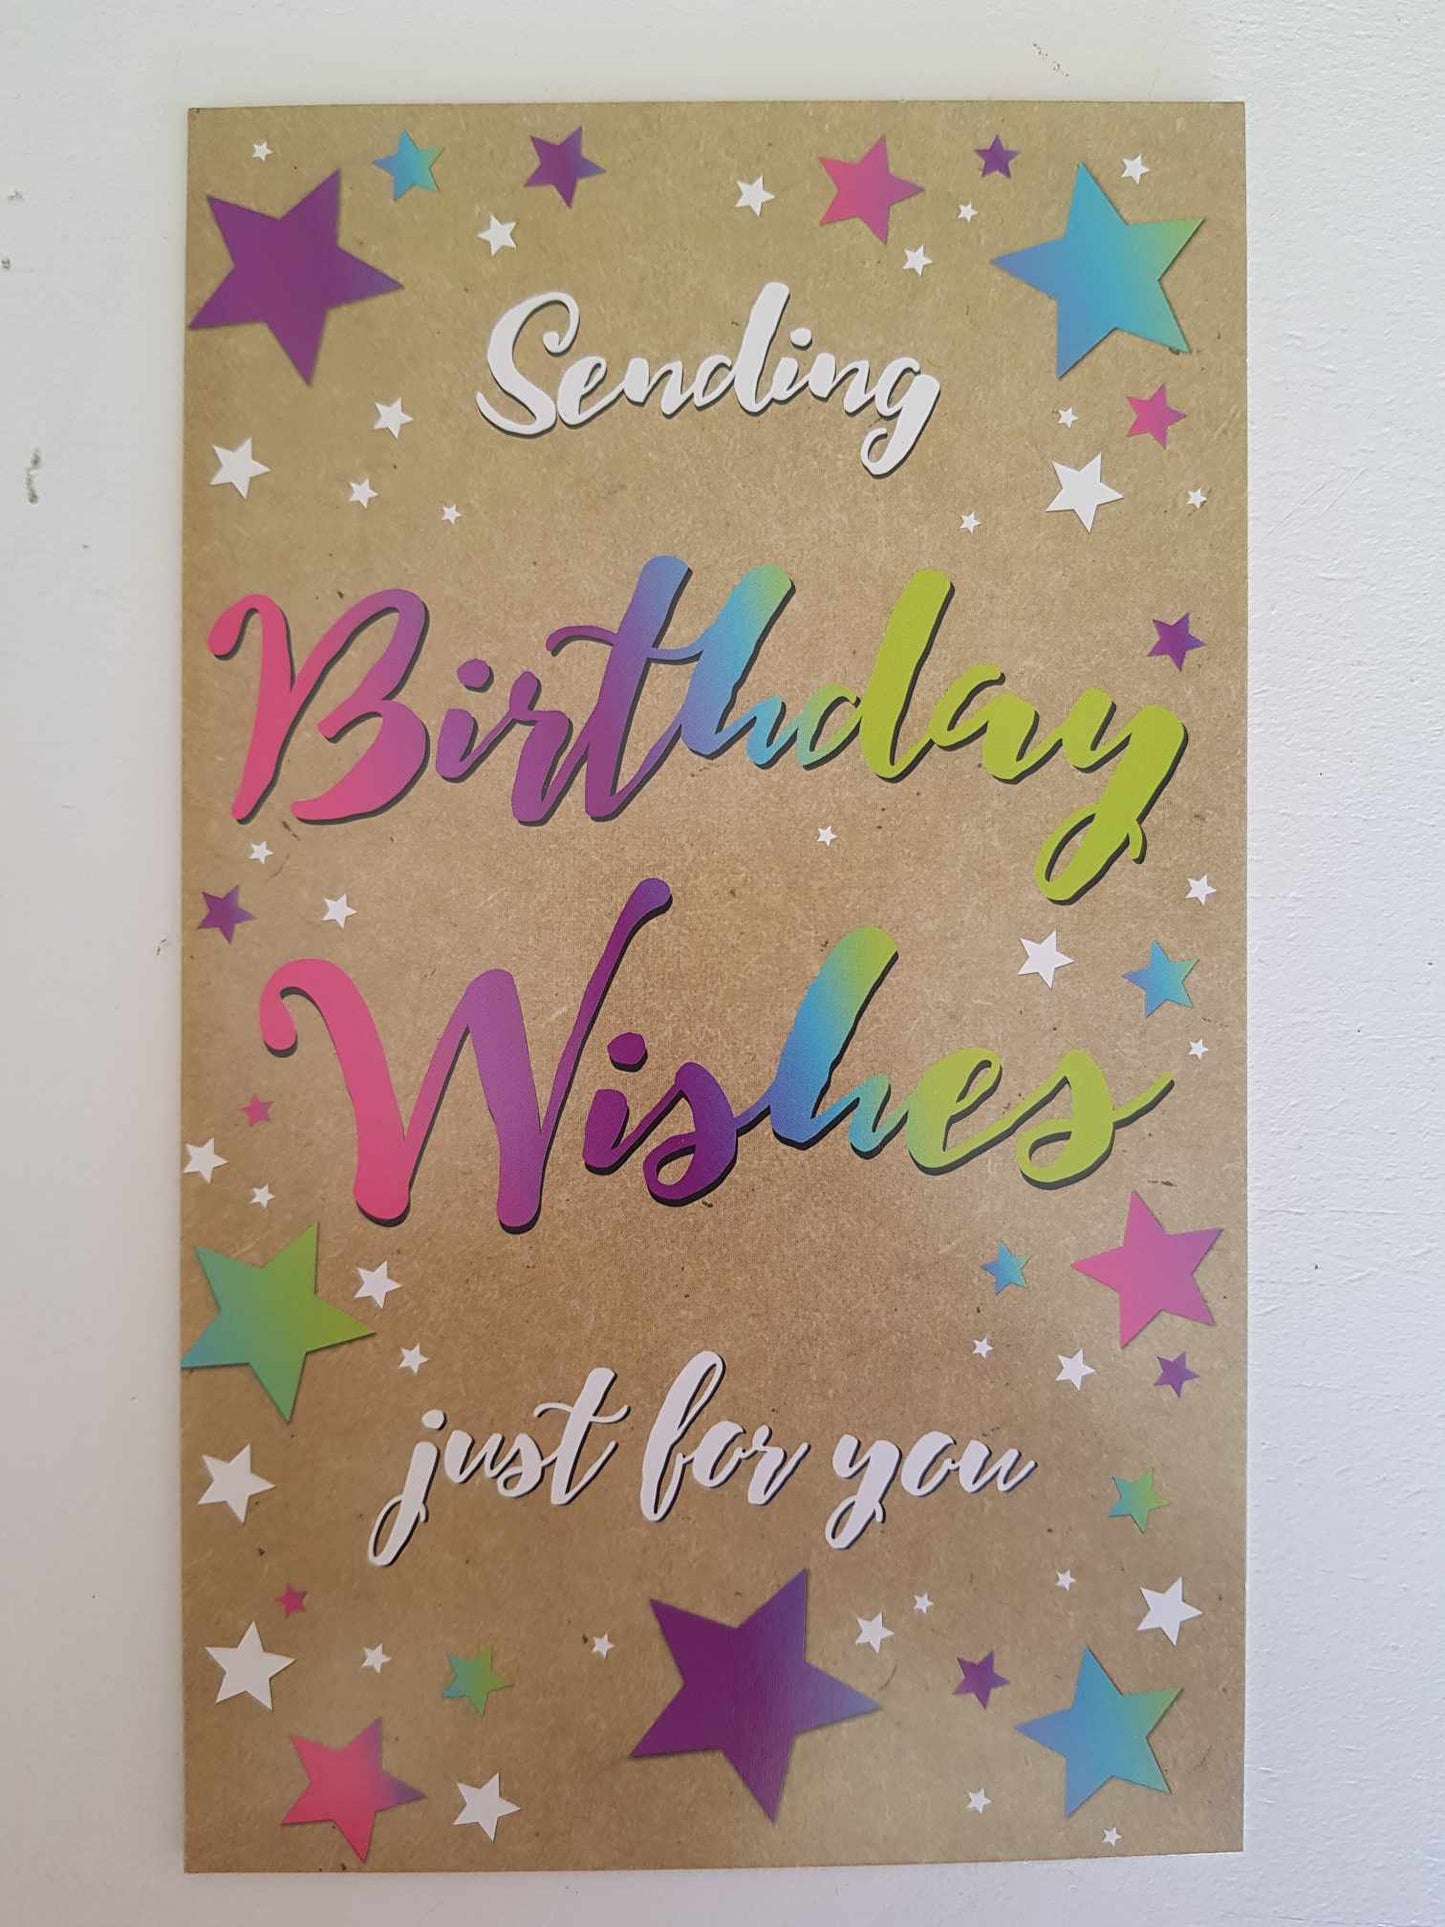 Sending
Birthday
Wishes
just for you